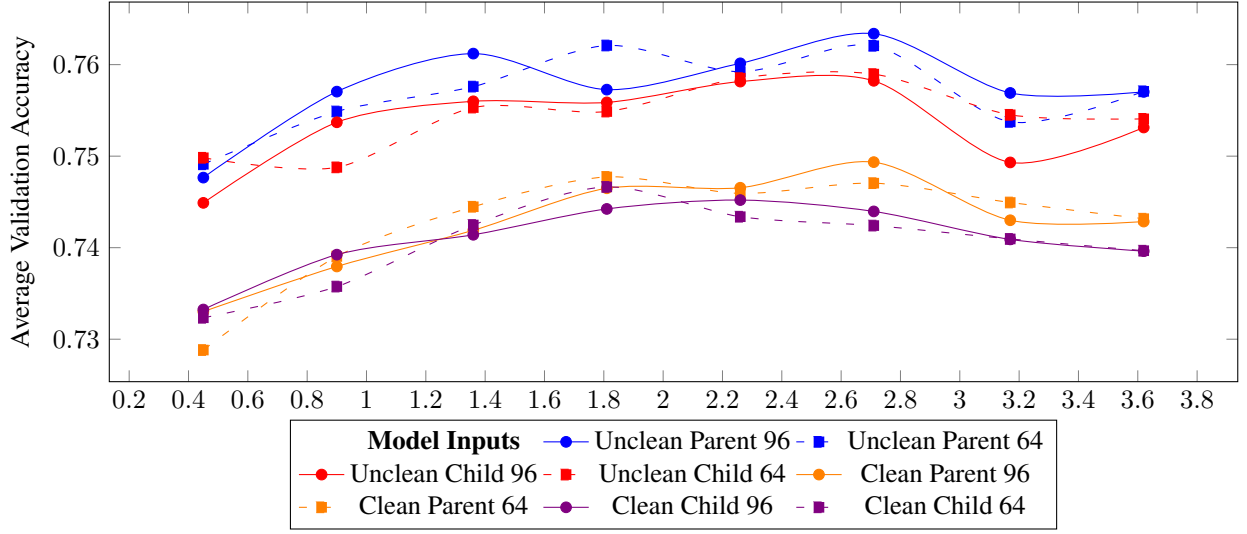 Average Validation Accuracy
0.76
0.75
0.74
0.73
0.2 0.4 0.6 0.8 1 1.2 1.4 1.6 1.8 2 2.2 2.4 2.6 2.8 3 3.2 3.4 3.6 3.8
Model Inputs Unclean Parent 96 Unclean Parent 64
Unclean Child 96 Unclean Child 64 Clean Parent 96
Clean Parent 64 Clean Child 96 Clean Child 64